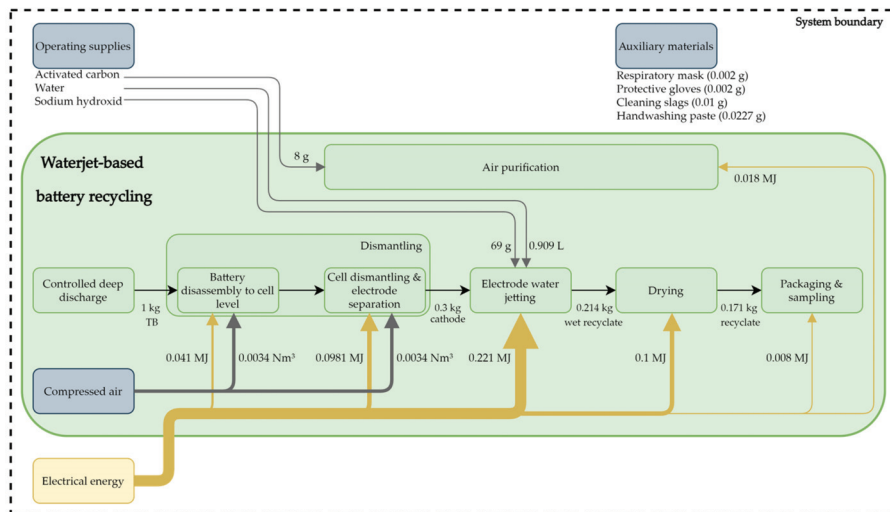 System boundary
Operating supplies
Activated carbon
Water
Sodium hydroxid
Auxiliary materials
Respiratory mask (0.002 g)
Protective gloves (0.002 g)
Cleaning slags (0.01 g)
Handwashing paste (0.0227 g)
Waterjet-based
battery recycling
8 g
Air purification
0.018 MJ
Dismantling
69 g
0.909 L
Controlled deep
discharge
1 kg
TB
Battery
disassembly to cell
level
Cell dismantling &
electrode
separation
0.3 kg
cathode
Electrode water
jetting
0.214 kg
wet recyclate
Drying
0.171 kg
recyclate
Packaging &
sampling
0.041 MJ
0.0034 Nm³
0.0981 MJ
0.0034 Nm³
0.221 MJ
0.1 MJ
0.008 MJ
Compressed air
Electrical energy